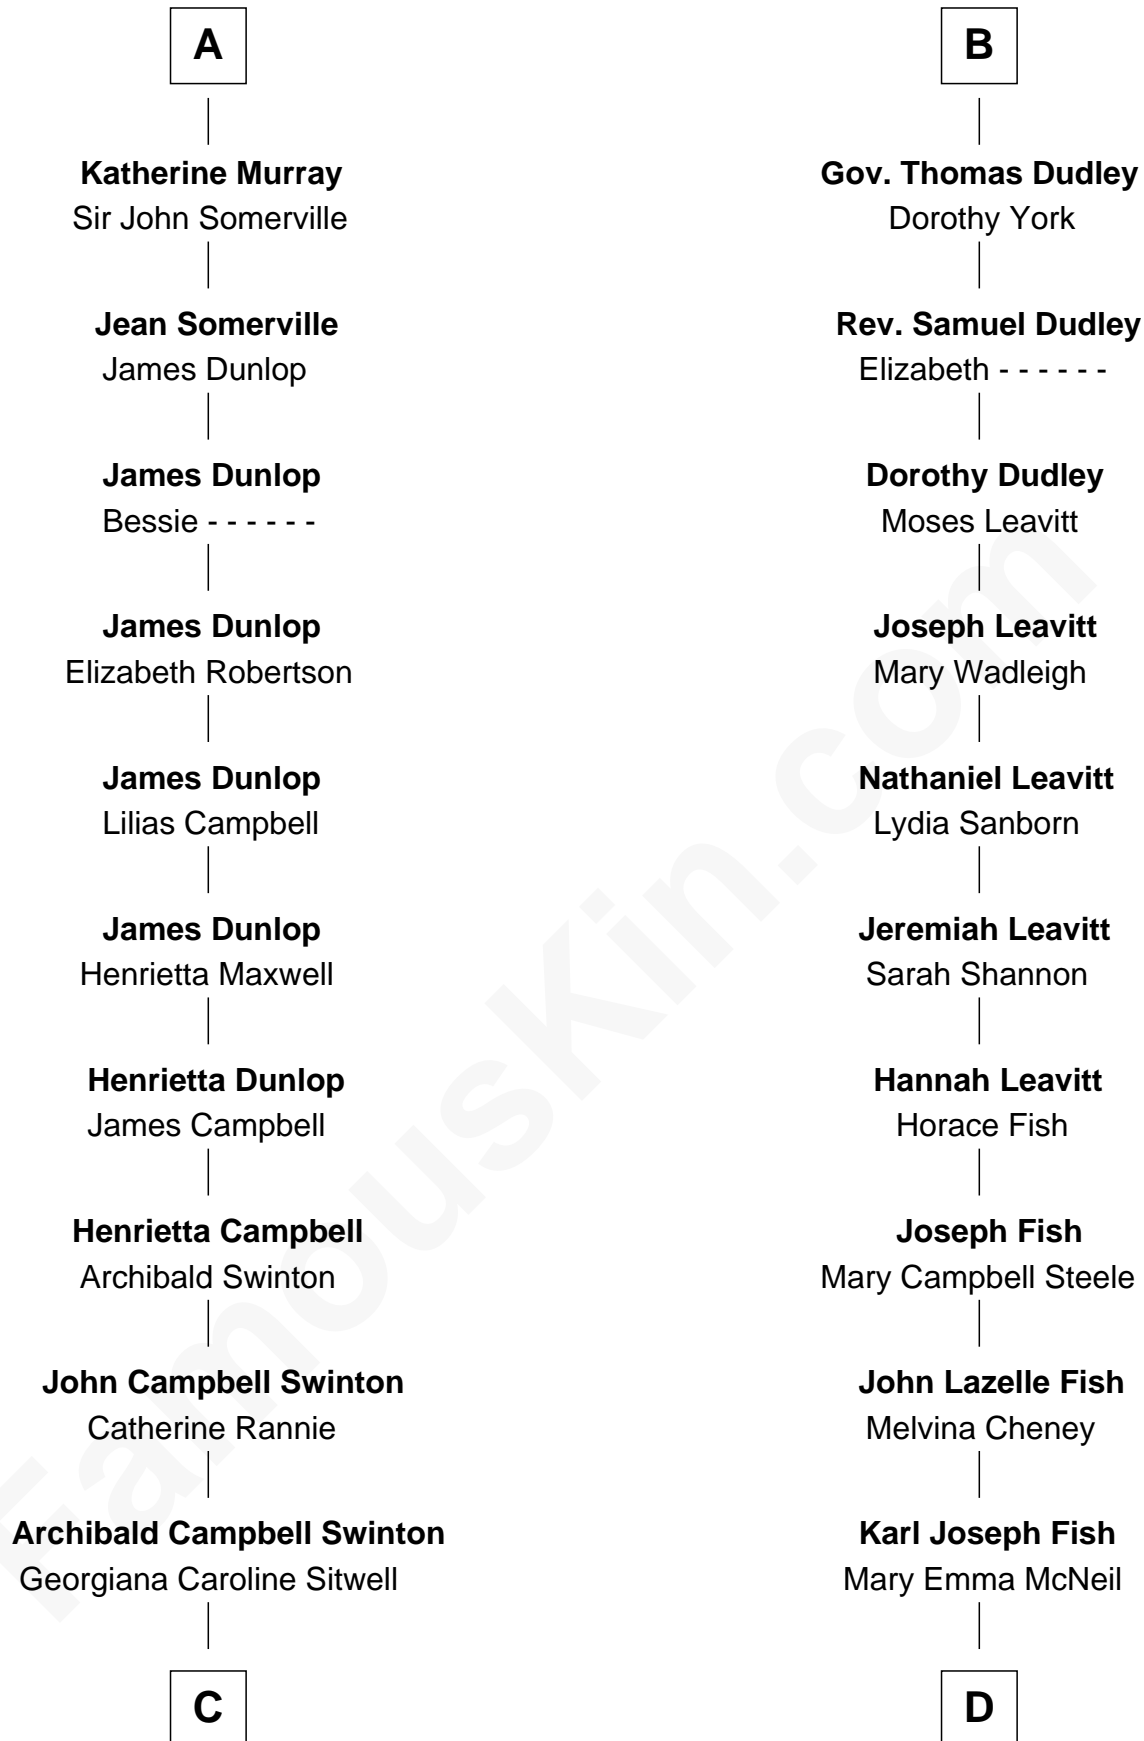 A
Katherine Murray
Sir John Somerville
Jean Somerville
James Dunlop
James Dunlop
Bessie - - - - - -
James Dunlop
Elizabeth Robertson
James Dunlop
Lilias Campbell
James Dunlop
Henrietta Maxwell
Henrietta Dunlop
James Campbell
Henrietta Campbell
Archibald Swinton
John Campbell Swinton
Catherine Rannie
Archibald Campbell Swinton
Georgiana Caroline Sitwell
C
B
Gov. Thomas Dudley
Dorothy York
Rev. Samuel Dudley
Elizabeth - - - - - -
Dorothy Dudley
Moses Leavitt
Joseph Leavitt
Mary Wadleigh
Nathaniel Leavitt
Lydia Sanborn
Jeremiah Leavitt
Sarah Shannon
Hannah Leavitt
Horace Fish
Joseph Fish
Mary Campbell Steele
John Lazelle Fish
Melvina Cheney
Karl Joseph Fish
Mary Emma McNeil
D
FamousKin.com